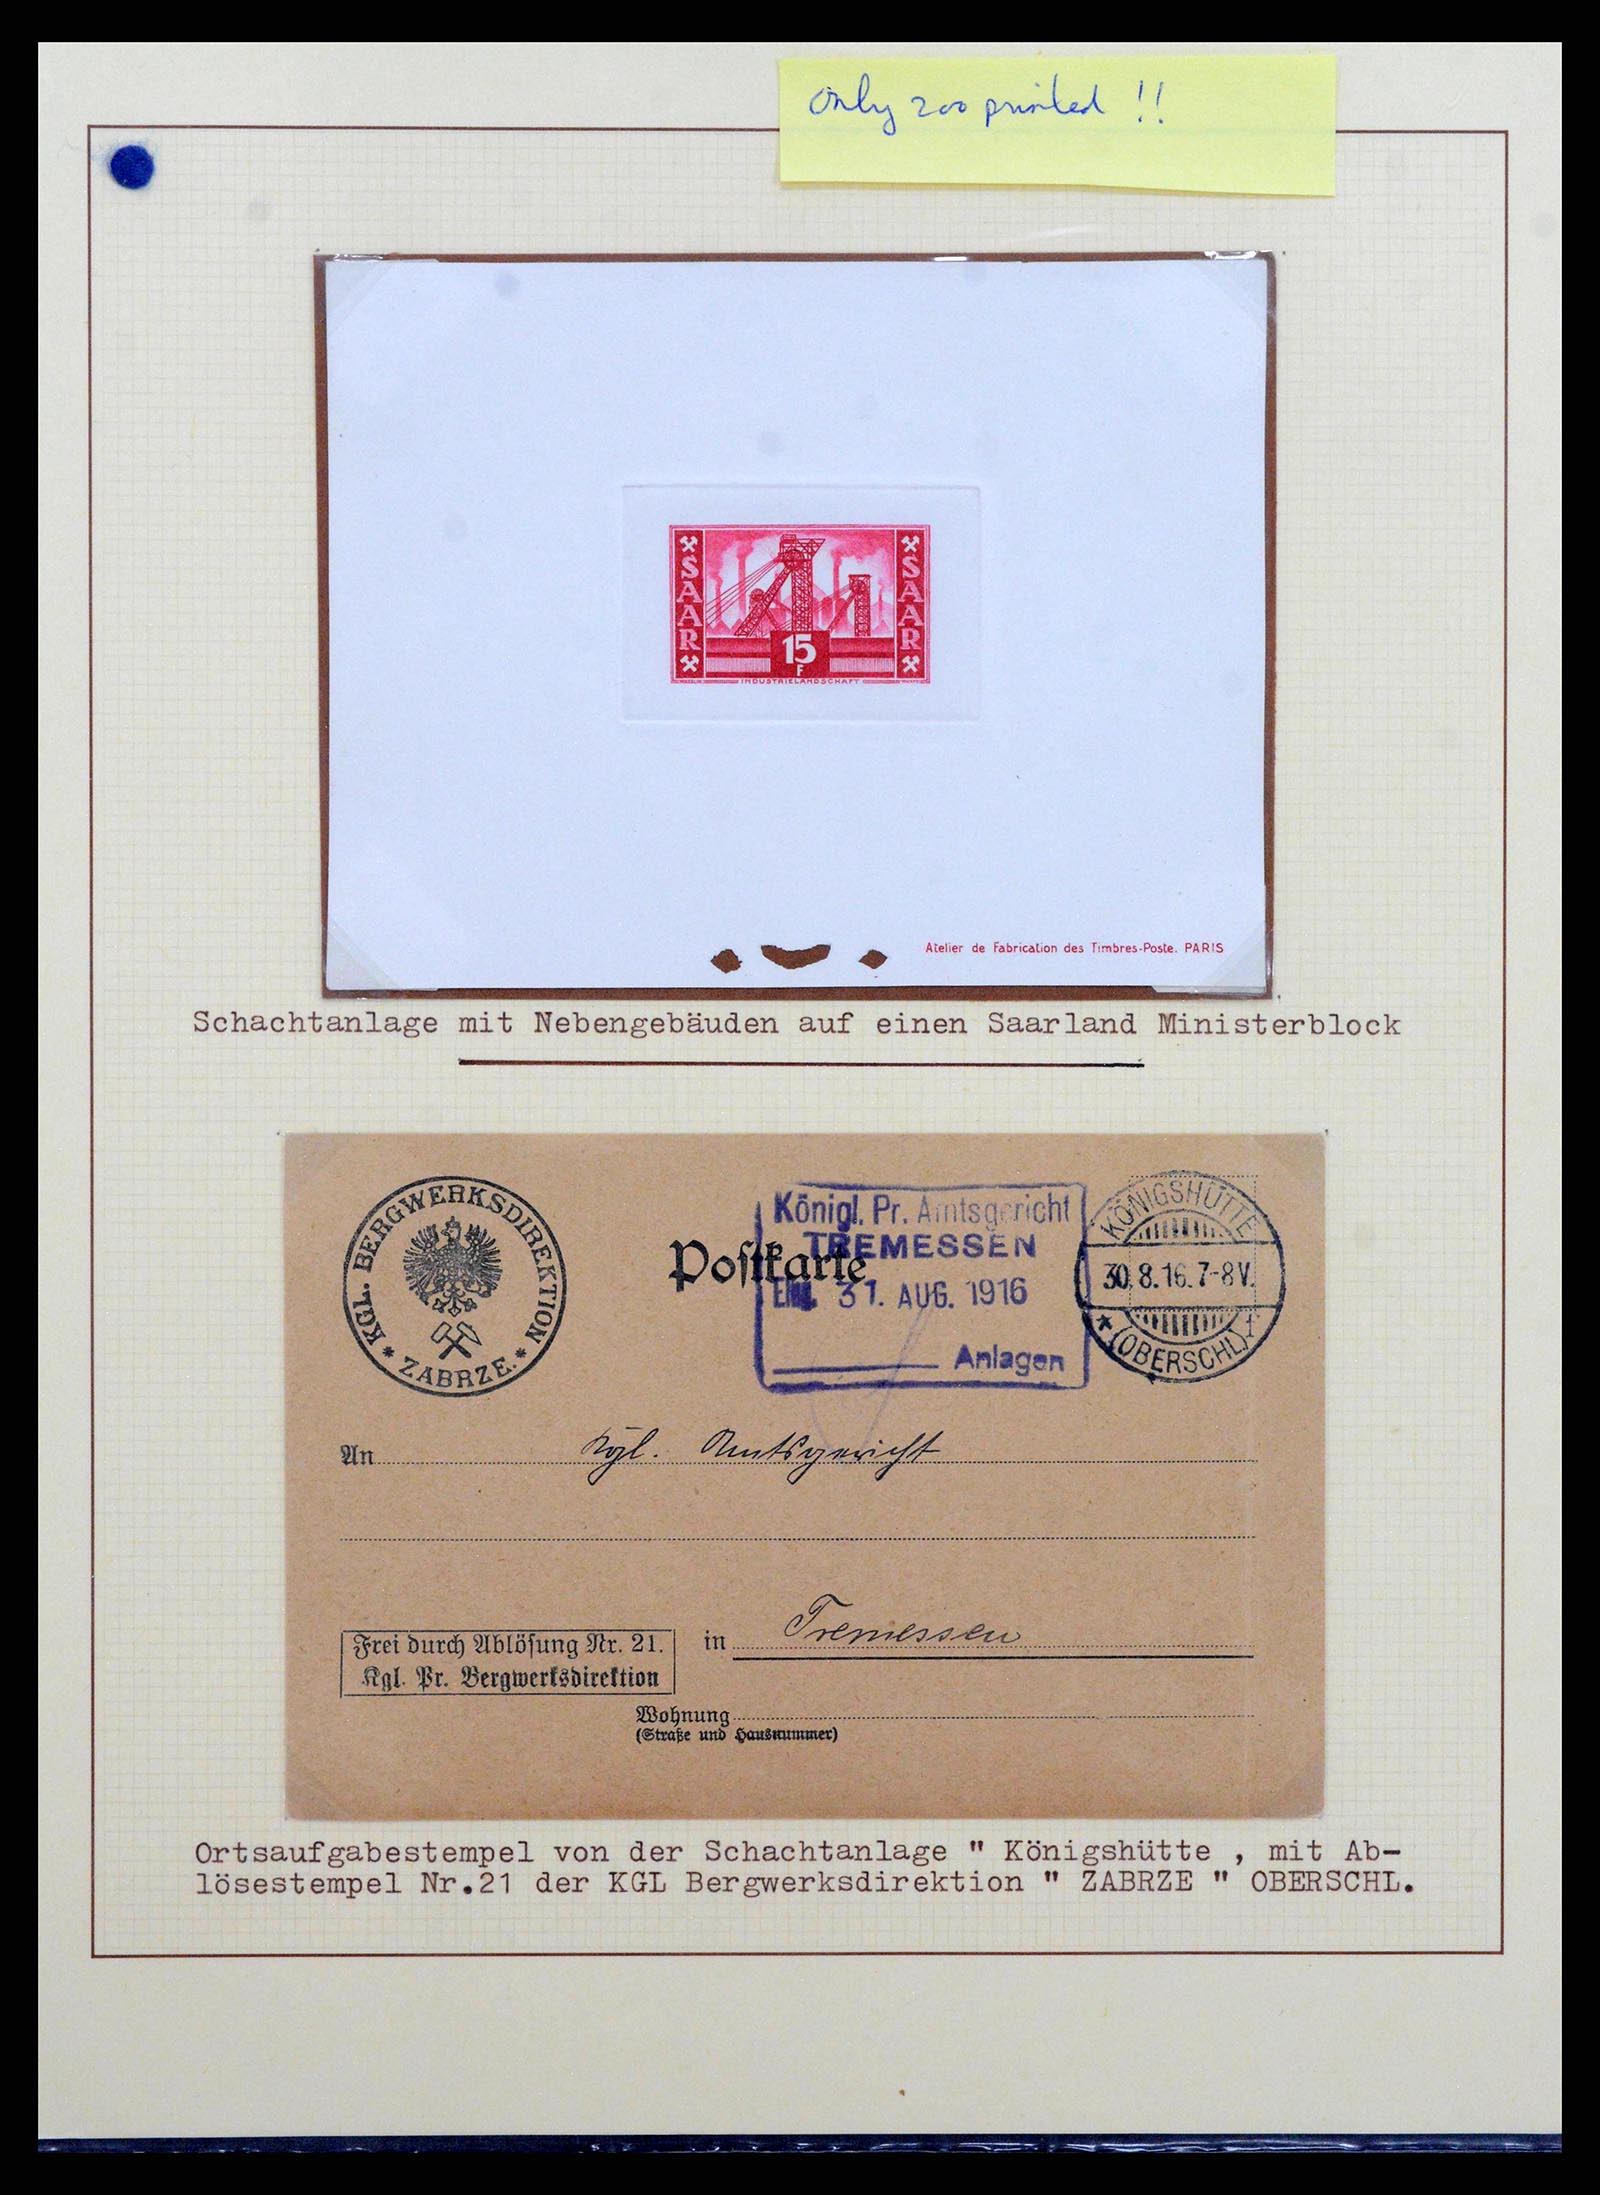 Only 200 printed !!
SAAR
SAAR
15
F
INDUSTRIELANDSCHAFT
Atelier de Fabrication des Timbres-Poste. PARIS
Schachtanlage mit Nebengebäuden auf einen Saarland Ministerblock
KGL. BERGWERKSDIREKTION
* ZABRZE. *
Postkarte
Königl. Pr. Amtsgericht
TREMESSEN
31. AUG. 1916
Anlagen
KÖNIGSHÜTTE
30.8.16.7-8V.
* (OBERSCHL) f
An Kgl. Amtsgericht
Frei durch Ablösung Nr. 21.
Kgl. Pr. Bergwerksdirektion
in Tremessen
Wohnung
(Straße und Hausnummer)
Ortsaufgabestempel von der Schachtanlage " Königshütte , mit Ab-
lösestempel Nr.21 der KGL Bergwerksdirektion " ZABRZE " OBERSCHL.